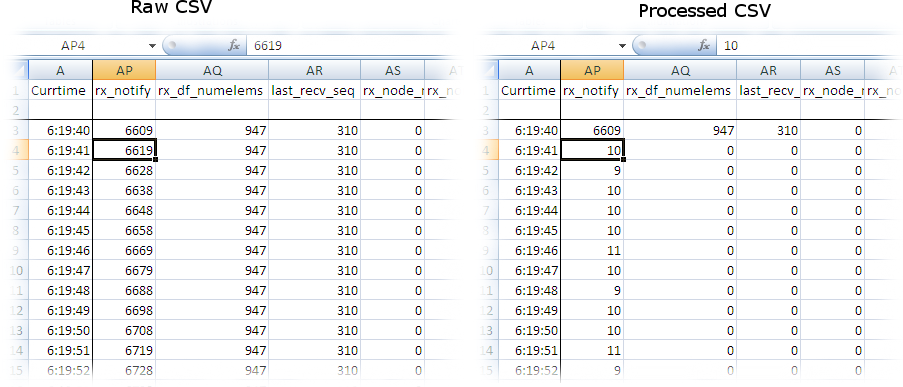 Raw CSV
AP4 fx 6619
A AP AQ AR AS
1 Currtime rx_notify rx_df_numelems last_recv_seq rx_node_r rx_no
2
3 6:19:40 6609 947 310 0
4 6:19:41 6619 947 310 0
5 6:19:42 6628 947 310 0
6 6:19:43 6638 947 310 0
7 6:19:44 6648 947 310 0
8 6:19:45 6658 947 310 0
9 6:19:46 6669 947 310 0
10 6:19:47 6679 947 310 0
11 6:19:48 6688 947 310 0
12 6:19:49 6698 947 310 0
13 6:19:50 6708 947 310 0
14 6:19:51 6719 947 310 0
15 6:19:52 6728 947 310 0
Processed CSV
AP4 fx 10
A AP AQ AR AS
1 Currtime rx_notify rx_df_numelems last_recv_ rx_node_r rx_no
2
3 6:19:40 6609 947 310 0
4 6:19:41 10 0 0 0
5 6:19:42 9 0 0 0
6 6:19:43 10 0 0 0
7 6:19:44 10 0 0 0
8 6:19:45 10 0 0 0
9 6:19:46 11 0 0 0
10 6:19:47 10 0 0 0
11 6:19:48 9 0 0 0
12 6:19:49 10 0 0 0
13 6:19:50 10 0 0 0
14 6:19:51 11 0 0 0
15 6:19:52 9 0 0 0